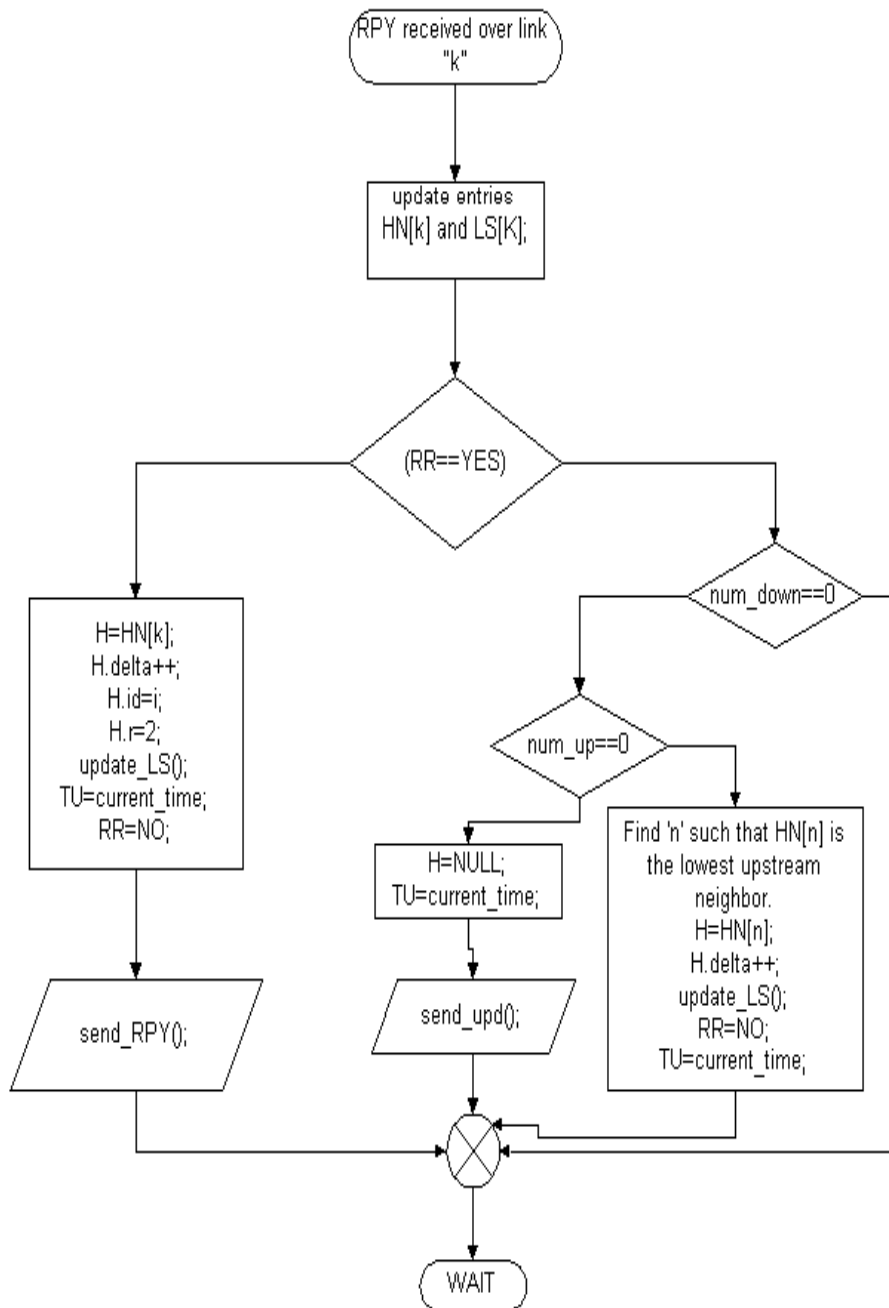 RPY received over link
"k"
update entries
HN[k] and LS[K];
(RR==YES)
num_down==0
H=HN[k];
H.delta++;
H.id=i;
H.r=2;
update_LS();
TU=current_time;
RR=NO;
num_up==0
H=NULL;
TU=current_time;
Find 'n' such that HN[n] is
the lowest upstream
neighbor.
H=HN[n];
H.delta++;
update_LS();
RR=NO;
TU=current_time;
send_RPY();
send_upd();
WAIT